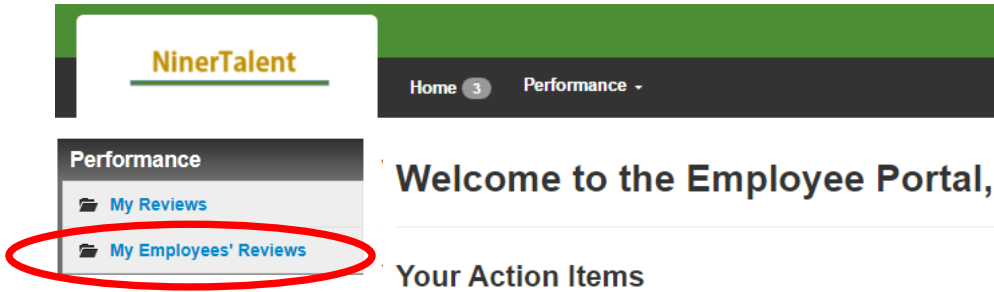 NinerTalent
Home 3 Performance
Performance
My Reviews
My Employees' Reviews
Welcome to the Employee Portal,
Your Action Items